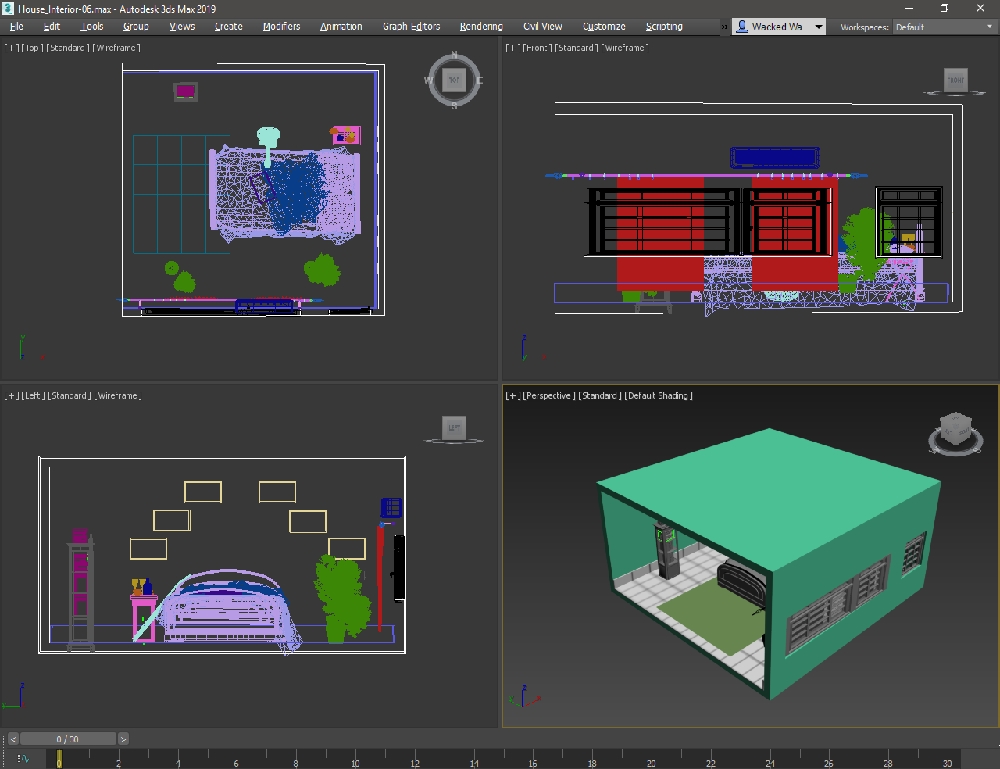 House_Interior-06.max - Autodesk 3ds Max 2019
File Edit Tools Group Views Create Modifiers Animation Graph Editors Rendering Civil View Customize Scripting » Wacked Wa Workspaces: Default
[+] [Top] [Standard] [Wireframe]
[+] [Front] [Standard] [Wireframe]
N
W TOP E
S
FRONT
[+] [Left] [Standard] [Wireframe]
[+] [Perspective] [Standard] [Default Shading]
LEFT
< 0 / 30 >
0 2 4 6 8 10 12 14 16 18 20 22 24 26 28 30